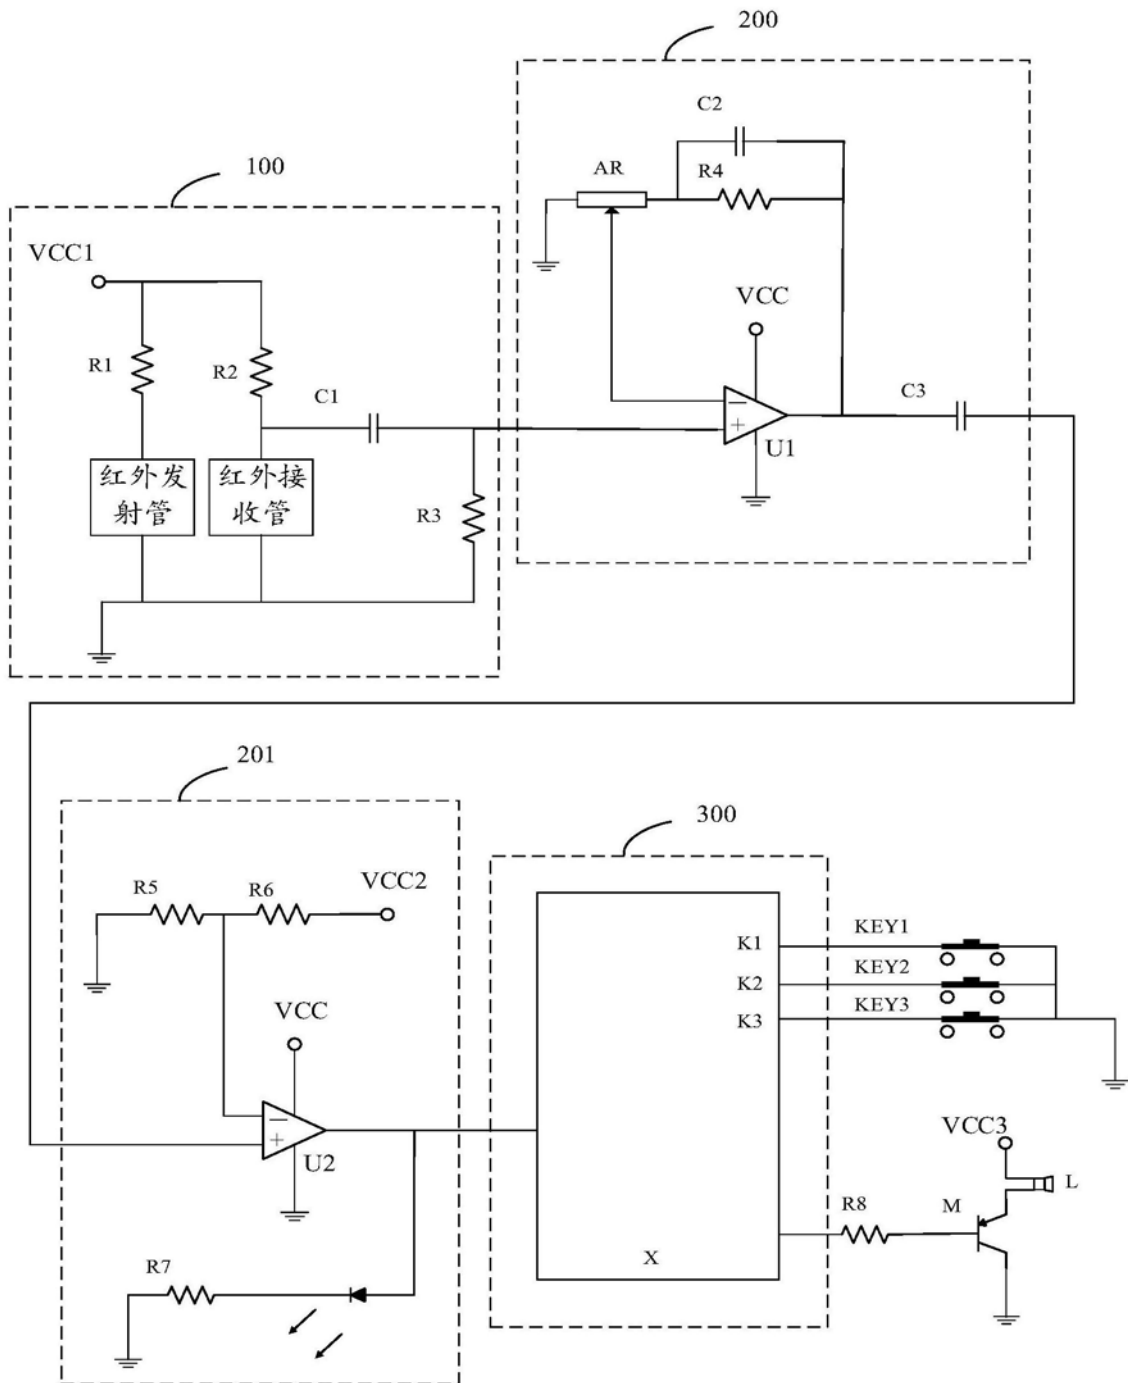 200
C2
AR
R4
100
VCC1
VCC
R1
R2
C1
C3
−
+
U1
红外发
射管
红外接
收管
R3
201
300
R5
R6
VCC2
K1
KEY1
K2
KEY2
K3
KEY3
VCC
−
+
U2
VCC3
L
R8
M
R7
X